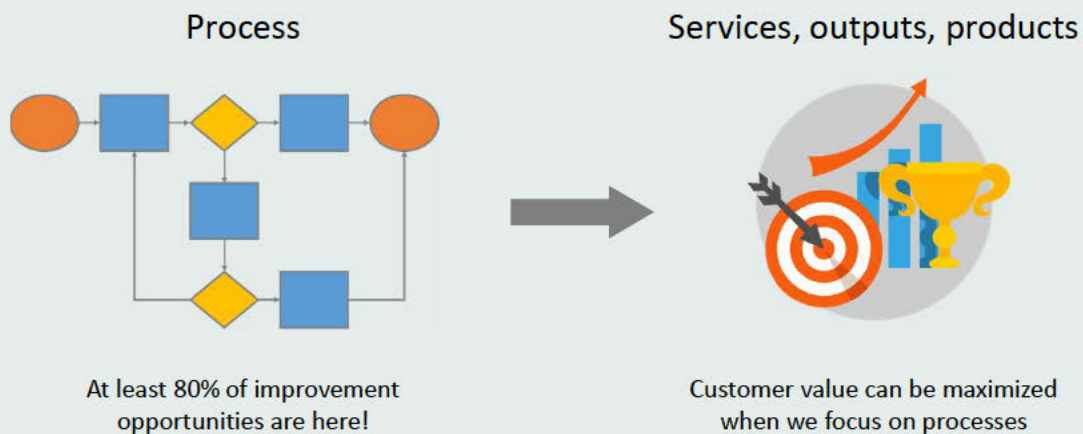 Process
Services, outputs, products
At least 80% of improvement
opportunities are here!
Customer value can be maximized
when we focus on processes